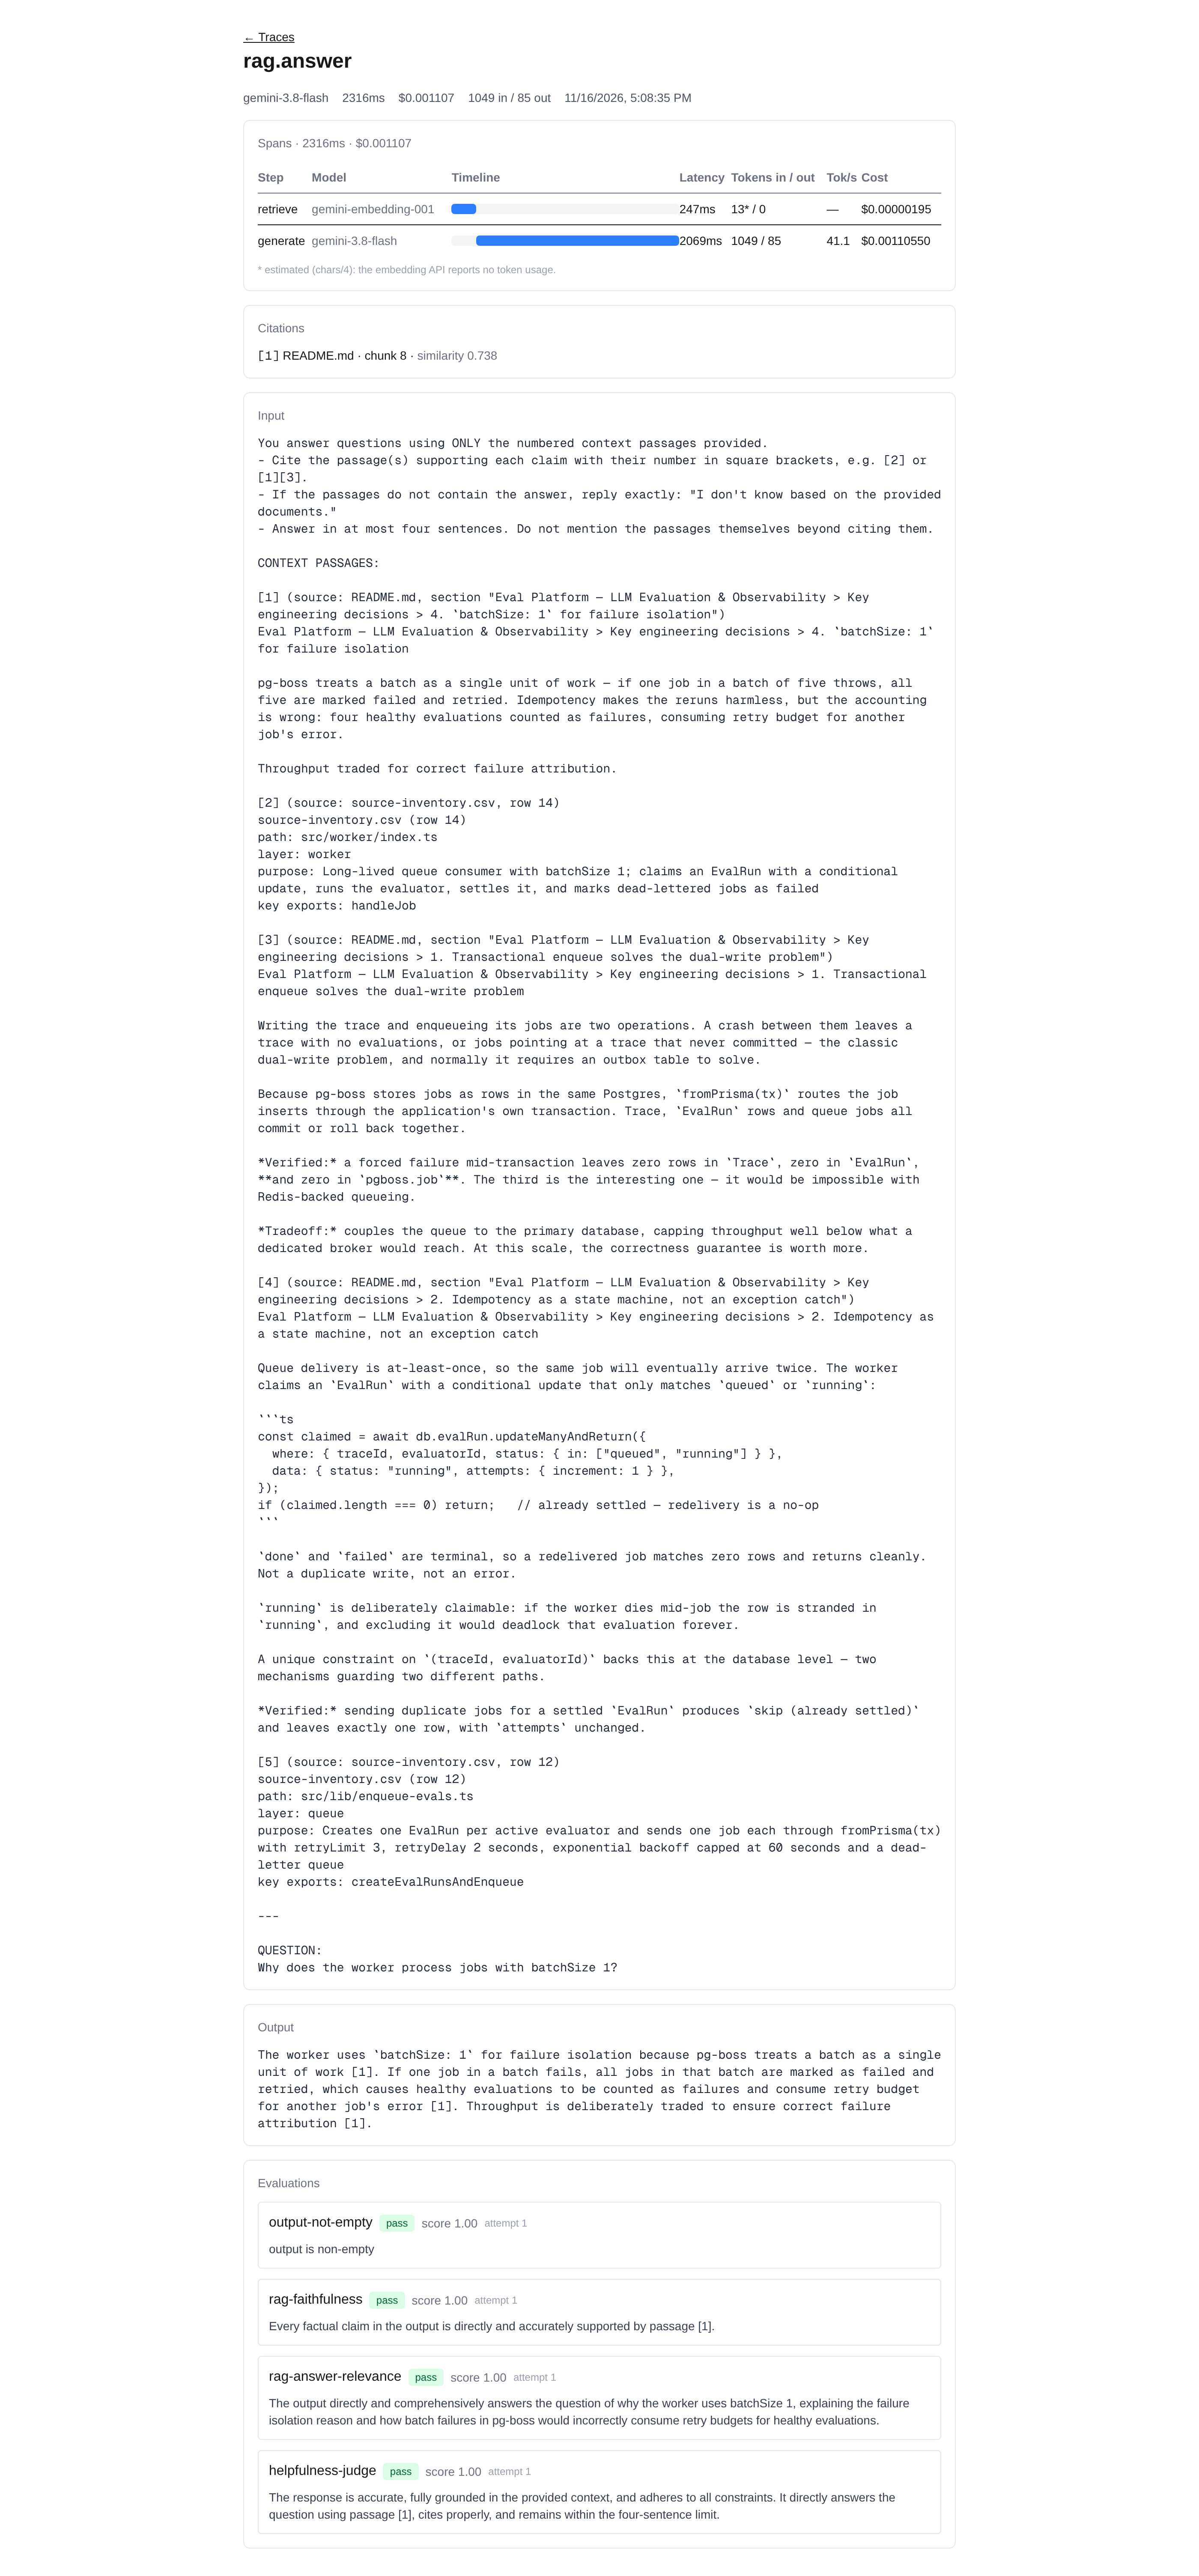 ← Traces
rag.answer
gemini-3.8-flash 2316ms $0.001107 1049 in / 85 out 11/16/2026, 5:08:35 PM
Spans · 2316ms · $0.001107
Step Model Timeline Latency Tokens in / out Tok/s Cost
retrieve gemini-embedding-001 247ms 13* / 0 — $0.00000195
generate gemini-3.8-flash 2069ms 1049 / 85 41.1 $0.00110550
* estimated (chars/4): the embedding API reports no token usage.
Citations
[1] README.md · chunk 8 · similarity 0.738
Input
You answer questions using ONLY the numbered context passages provided.
- Cite the passage(s) supporting each claim with their number in square brackets, e.g. [2] or
[1][3].
- If the passages do not contain the answer, reply exactly: "I don't know based on the provided
documents."
- Answer in at most four sentences. Do not mention the passages themselves beyond citing them.
CONTEXT PASSAGES:
[1] (source: README.md, section "Eval Platform — LLM Evaluation & Observability > Key
engineering decisions > 4. `batchSize: 1` for failure isolation")
Eval Platform — LLM Evaluation & Observability > Key engineering decisions > 4. `batchSize: 1`
for failure isolation
pg-boss treats a batch as a single unit of work — if one job in a batch of five throws, all
five are marked failed and retried. Idempotency makes the reruns harmless, but the accounting
is wrong: four healthy evaluations counted as failures, consuming retry budget for another
job's error.
Throughput traded for correct failure attribution.
[2] (source: source-inventory.csv, row 14)
source-inventory.csv (row 14)
path: src/worker/index.ts
layer: worker
purpose: Long-lived queue consumer with batchSize 1; claims an EvalRun with a conditional
update, runs the evaluator, settles it, and marks dead-lettered jobs as failed
key exports: handleJob
[3] (source: README.md, section "Eval Platform — LLM Evaluation & Observability > Key
engineering decisions > 1. Transactional enqueue solves the dual-write problem")
Eval Platform — LLM Evaluation & Observability > Key engineering decisions > 1. Transactional
enqueue solves the dual-write problem
Writing the trace and enqueueing its jobs are two operations. A crash between them leaves a
trace with no evaluations, or jobs pointing at a trace that never committed — the classic
dual-write problem, and normally it requires an outbox table to solve.
Because pg-boss stores jobs as rows in the same Postgres, `fromPrisma(tx)` routes the job
inserts through the application's own transaction. Trace, `EvalRun` rows and queue jobs all
commit or roll back together.
*Verified:* a forced failure mid-transaction leaves zero rows in `Trace`, zero in `EvalRun`,
**and zero in `pgboss.job`**. The third is the interesting one — it would be impossible with
Redis-backed queueing.
*Tradeoff:* couples the queue to the primary database, capping throughput well below what a
dedicated broker would reach. At this scale, the correctness guarantee is worth more.
[4] (source: README.md, section "Eval Platform — LLM Evaluation & Observability > Key
engineering decisions > 2. Idempotency as a state machine, not an exception catch")
Eval Platform — LLM Evaluation & Observability > Key engineering decisions > 2. Idempotency as
a state machine, not an exception catch
Queue delivery is at-least-once, so the same job will eventually arrive twice. The worker
claims an `EvalRun` with a conditional update that only matches `queued` or `running`:
```ts
const claimed = await db.evalRun.updateManyAndReturn({
  where: { traceId, evaluatorId, status: { in: ["queued", "running"] } },
  data: { status: "running", attempts: { increment: 1 } },
});
if (claimed.length === 0) return;   // already settled — redelivery is a no-op
```
`done` and `failed` are terminal, so a redelivered job matches zero rows and returns cleanly.
Not a duplicate write, not an error.
`running` is deliberately claimable: if the worker dies mid-job the row is stranded in
`running`, and excluding it would deadlock that evaluation forever.
A unique constraint on `(traceId, evaluatorId)` backs this at the database level — two
mechanisms guarding two different paths.
*Verified:* sending duplicate jobs for a settled `EvalRun` produces `skip (already settled)`
and leaves exactly one row, with `attempts` unchanged.
[5] (source: source-inventory.csv, row 12)
source-inventory.csv (row 12)
path: src/lib/enqueue-evals.ts
layer: queue
purpose: Creates one EvalRun per active evaluator and sends one job each through fromPrisma(tx)
with retryLimit 3, retryDelay 2 seconds, exponential backoff capped at 60 seconds and a dead-
letter queue
key exports: createEvalRunsAndEnqueue
---
QUESTION:
Why does the worker process jobs with batchSize 1?
Output
The worker uses `batchSize: 1` for failure isolation because pg-boss treats a batch as a single
unit of work [1]. If one job in a batch fails, all jobs in that batch are marked as failed and
retried, which causes healthy evaluations to be counted as failures and consume retry budget
for another job's error [1]. Throughput is deliberately traded to ensure correct failure
attribution [1].
Evaluations
output-not-empty pass score 1.00 attempt 1
output is non-empty
rag-faithfulness pass score 1.00 attempt 1
Every factual claim in the output is directly and accurately supported by passage [1].
rag-answer-relevance pass score 1.00 attempt 1
The output directly and comprehensively answers the question of why the worker uses batchSize 1, explaining the failure
isolation reason and how batch failures in pg-boss would incorrectly consume retry budgets for healthy evaluations.
helpfulness-judge pass score 1.00 attempt 1
The response is accurate, fully grounded in the provided context, and adheres to all constraints. It directly answers the
question using passage [1], cites properly, and remains within the four-sentence limit.